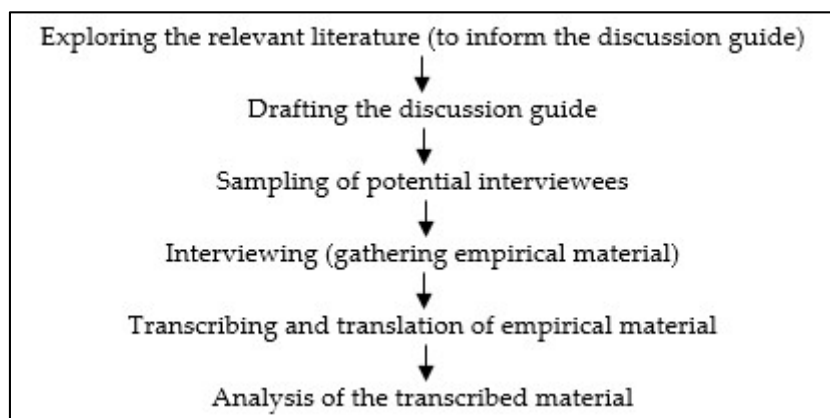 Exploring the relevant literature (to inform the discussion guide)
Drafting the discussion guide
Sampling of potential interviewees
Interviewing (gathering empirical material)
Transcribing and translation of empirical material
Analysis of the transcribed material